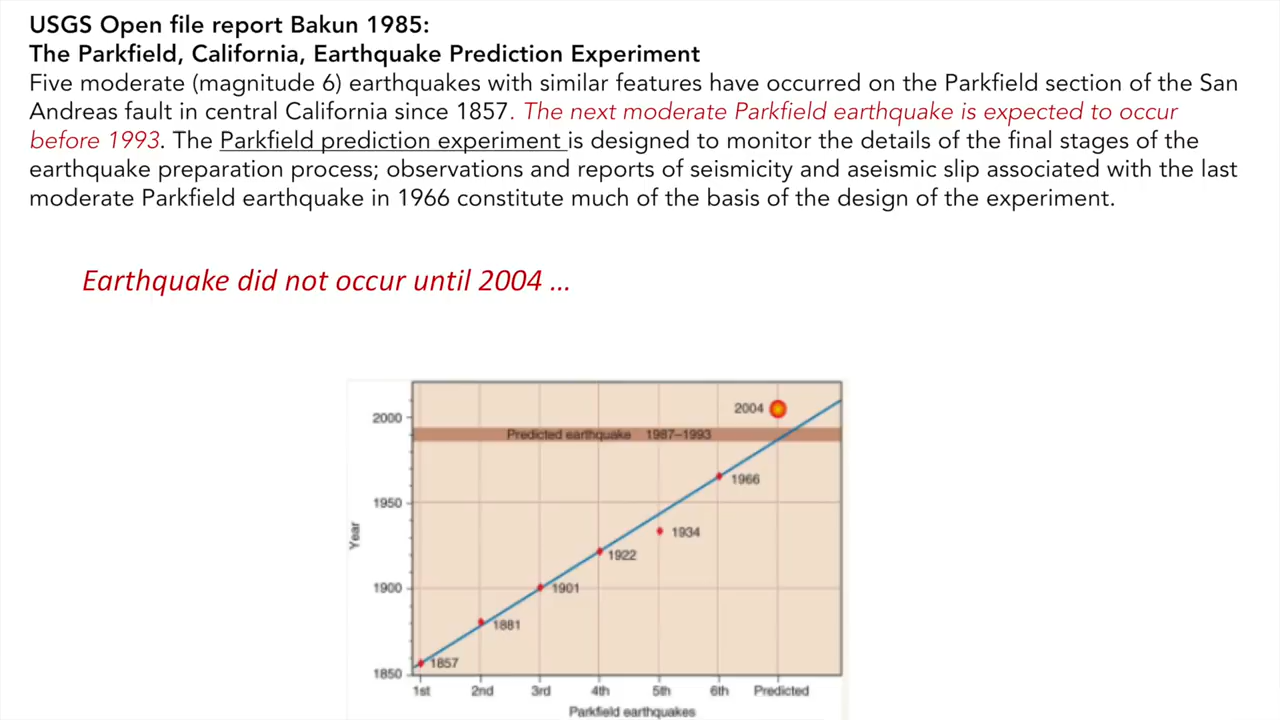 USGS Open file report Bakun 1985:
The Parkfield, California, Earthquake Prediction Experiment
Five moderate (magnitude 6) earthquakes with similar features have occurred on the Parkfield section of the San
Andreas fault in central California since 1857. The next moderate Parkfield earthquake is expected to occur
before 1993. The Parkfield prediction experiment is designed to monitor the details of the final stages of the
earthquake preparation process; observations and reports of seismicity and aseismic slip associated with the last
moderate Parkfield earthquake in 1966 constitute much of the basis of the design of the experiment.
Earthquake did not occur until 2004 ...
2004
2000
Predicted earthquake 1987–1993
1966
1950
1934
Year
1922
1900
1901
1881
1857
1850
1st 2nd 3rd 4th 5th 6th Predicted
Parkfield earthquakes